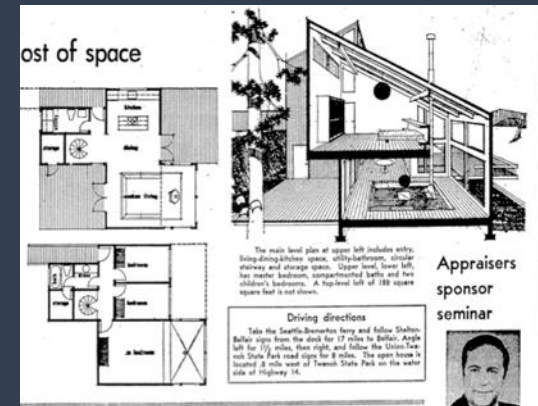 ost of space
kitchen
storage
dining
sunken living
bedroom
bedroom
storage
bedroom
The main level plan at upper left includes entry,
living-dining-kitchen space, utility-bathroom, circular
stairway and storage space. Upper level, lower left,
has master bedroom, compartmented baths and two
children's bedrooms. A top-level loft of 188 square
square feet is not shown.
Driving directions
Take the Seattle-Bremerton ferry and follow Shelton-
Belfair signs from the dock for 17 miles to Belfair. Angle
left for 1½ miles, then right, and follow the Union-Twa-
noh State Park road signs for 8 miles. The open house is
located .8 mile west of Twanoh State Park on the water
side of Highway 14.
Appraisers
sponsor
seminar